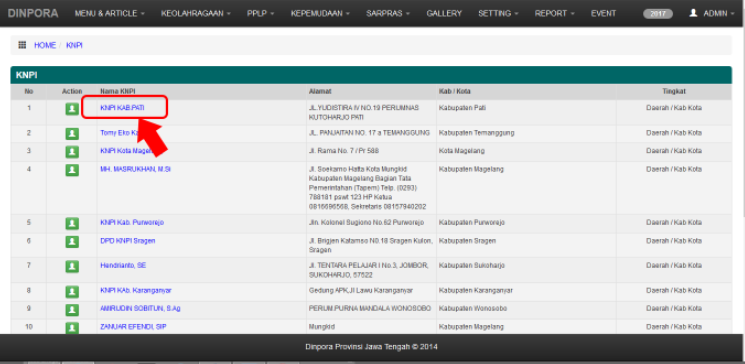 DINPORA MENU & ARTICLE KEOLAHRAGAAN PPLP KEPEMUDAAN SARPRAS GALLERY SETTING REPORT EVENT 2017 ADMIN
HOME / KNPI
KNPI
No Action Nama KNPI Alamat Kab / Kota Tingkat
1 KNPI KAB.PATI JL.YUDISTIRA IV NO.19 PERUMNAS KUTOHARJO PATI Kabupaten Pati Daerah / Kab Kota
2 Tomy Eko JL. PANJAITAN NO. 17 a TEMANGGUNG Kabupaten Temanggung Daerah / Kab Kota
3 KNPI Kota Jl. Rama No. 7 / Pr 568 Kota Magelang Daerah / Kab Kota
4 MH. MASRUKHAN, M.Si Jl. Soekarno Hatta Kota Mungkid
Kabupaten Magelang Bagian Tata
Pemerintahan (Tapem) Telp. (0293)
788181 pswt 123 HP Ketua
0816696568, Sekretaris 08157940202 Kabupaten Magelang Daerah / Kab Kota
5 KNPI Kab. Purworejo Jln. Kolonel Sugiono No.62 Purworejo Kabupaten Purworejo Daerah / Kab Kota
6 DPD KNPI Sragen Jl. Brigjen Katamso N0.18 Sragen Kulon, Sragen Kabupaten Sragen Daerah / Kab Kota
7 Hendrianto, SE Jl. TENTARA PELAJAR I No.3, JOMBOR, SUKOHARJO, 57522 Kabupaten Sukoharjo Daerah / Kab Kota
8 KNPI KAb. Karanganyar Gedung APK,Jl Lawu Karanganyar Kabupaten Karanganyar Daerah / Kab Kota
9 AMIRUDIN SOBITUN, S.Ag PERUM.PURNA MANDALA WONOSOBO Kabupaten Wonosobo Daerah / Kab Kota
10 ZANUAR EFENDI, SIP Mungkid Kabupaten Magelang Daerah / Kab Kota
Dinpora Provinsi Jawa Tengah © 2014